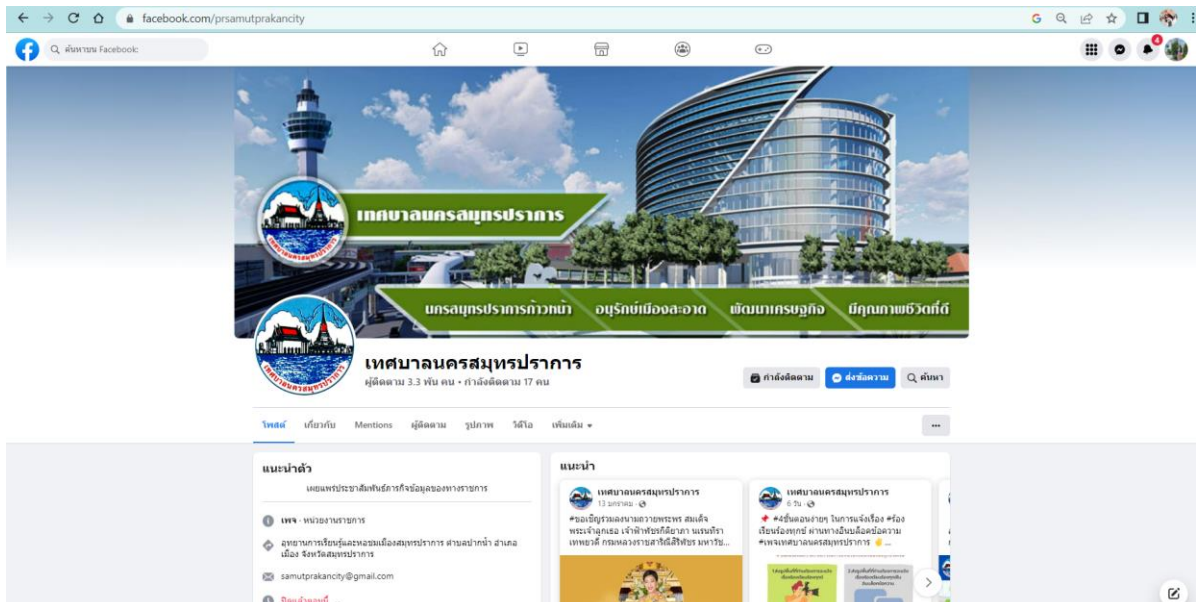 facebook.com/prsamutprakancity
ค้นหาบน Facebook
4
เทศบาลนครสมุทรปราการ
นครสมุทรปราการก้าวหน้า อนุรักษ์เมืองสะอาด พัฒนาเศรษฐกิจ มีคุณภาพชีวิตที่ดี
เทศบาลนครสมุทรปราการ
ผู้ติดตาม 3.3 พัน คน • กำลังติดตาม 17 คน
กำลังติดตาม
ส่งข้อความ
ค้นหา
โพสต์ เกี่ยวกับ Mentions ผู้ติดตาม รูปภาพ วิดีโอ เพิ่มเติม
แนะนำตัว
เผยแพร่ประชาสัมพันธ์ภารกิจข้อมูลของทางราชการ
เพจ · หน่วยงานราชการ
อุทยานการเรียนรู้และหอชมเมืองสมุทรปราการ ตำบลปากน้ำ อำเภอ
เมือง จังหวัดสมุทรปราการ
samutprakancity@gmail.com
ปิดแล้วตอนนี้
แนะนำ
เทศบาลนครสมุทรปราการ
13 มกราคม ·
#ขอเชิญร่วมลงนามถวายพระพร สมเด็จ
พระเจ้าลูกเธอ เจ้าฟ้าพัชรกิติยาภา นเรนทิรา
เทพยวดี กรมหลวงราชสาริณีสิริพัชร มหาวัช...
เทศบาลนครสมุทรปราการ
6 วัน ·
📌 #4ขั้นตอนง่ายๆ ในการแจ้งเรื่อง #ร้อง
เรียนร้องทุกข์ ผ่านทางอินบล็อคข้อความ
#เพจเทศบาลนครสมุทรปราการ ✋...